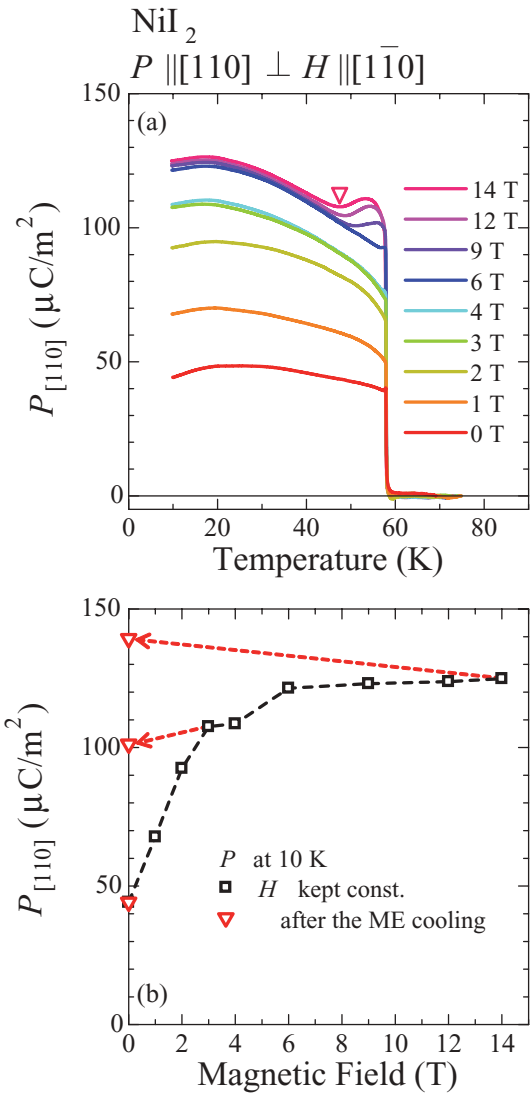 NiI₂
P ||[110] ⊥ H ||[11̄0]
(a)
P[110] (μC/m²)
150
100
50
0
14 T
12 T
9 T
6 T
4 T
3 T
2 T
1 T
0 T
0 20 40 60 80
Temperature (K)
(b)
P[110] (μC/m²)
150
100
50
0
P at 10 K
H kept const.
after the ME cooling
0 2 4 6 8 10 12 14
Magnetic Field (T)